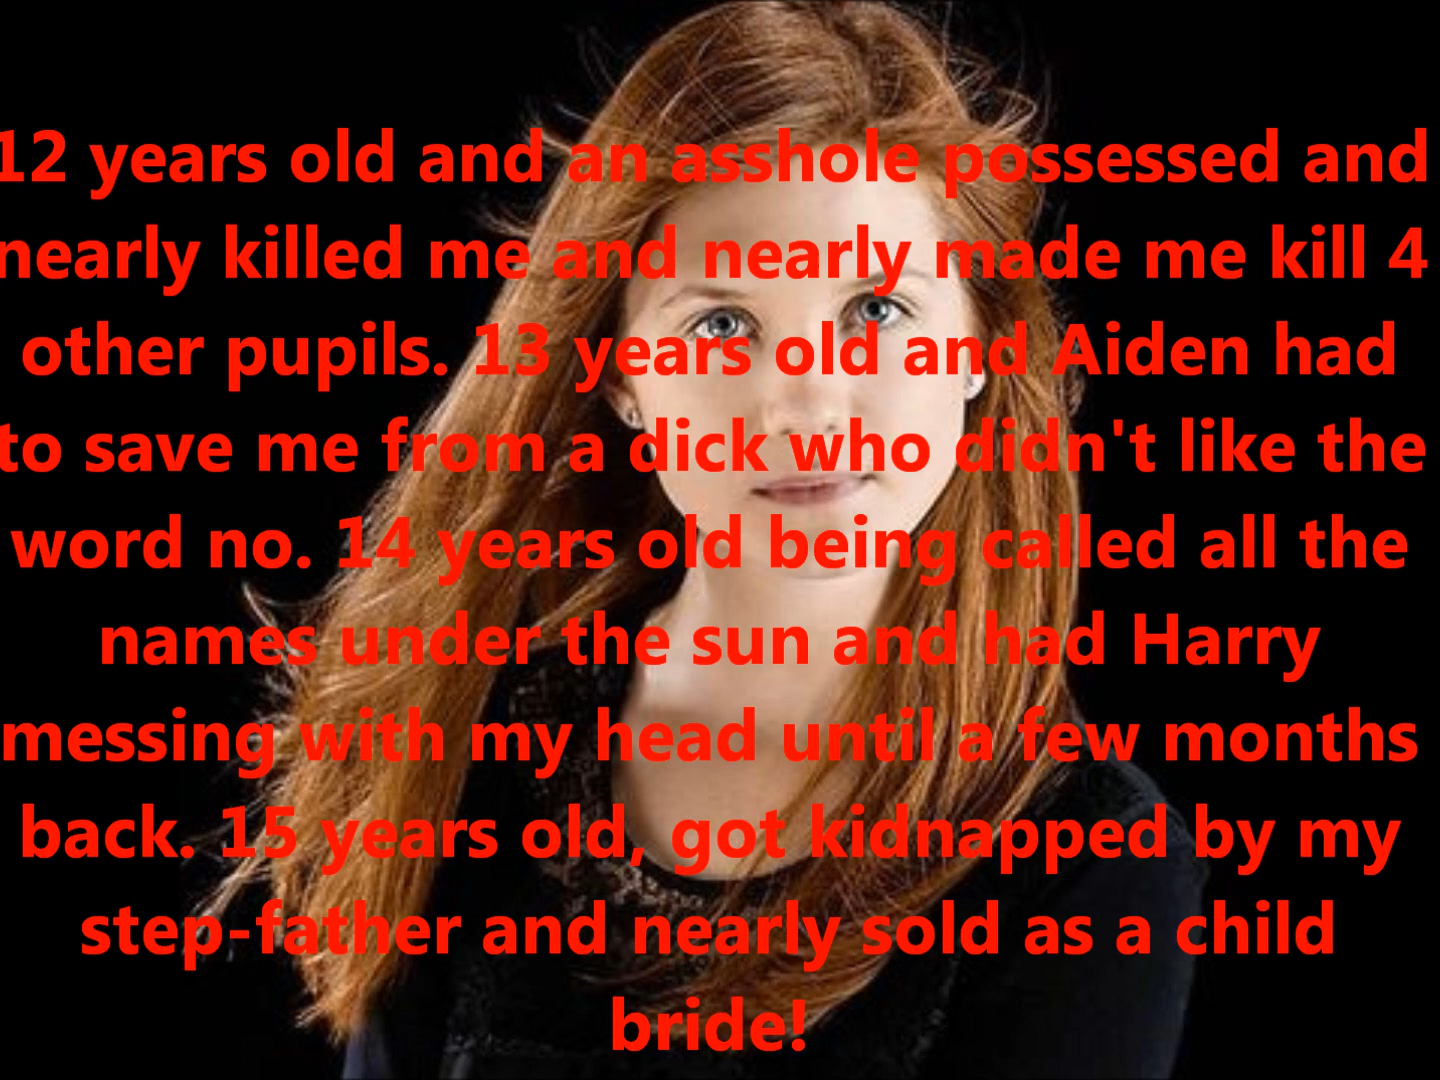 12 years old and an asshole possessed and
nearly killed me and nearly made me kill 4
other pupils. 13 years old and Aiden had
to save me from a dick who didn't like the
word no. 14 years old being called all the
names under the sun and had Harry
messing with my head until a few months
back. 15 years old, got kidnapped by my
step-father and nearly sold as a child
bride!